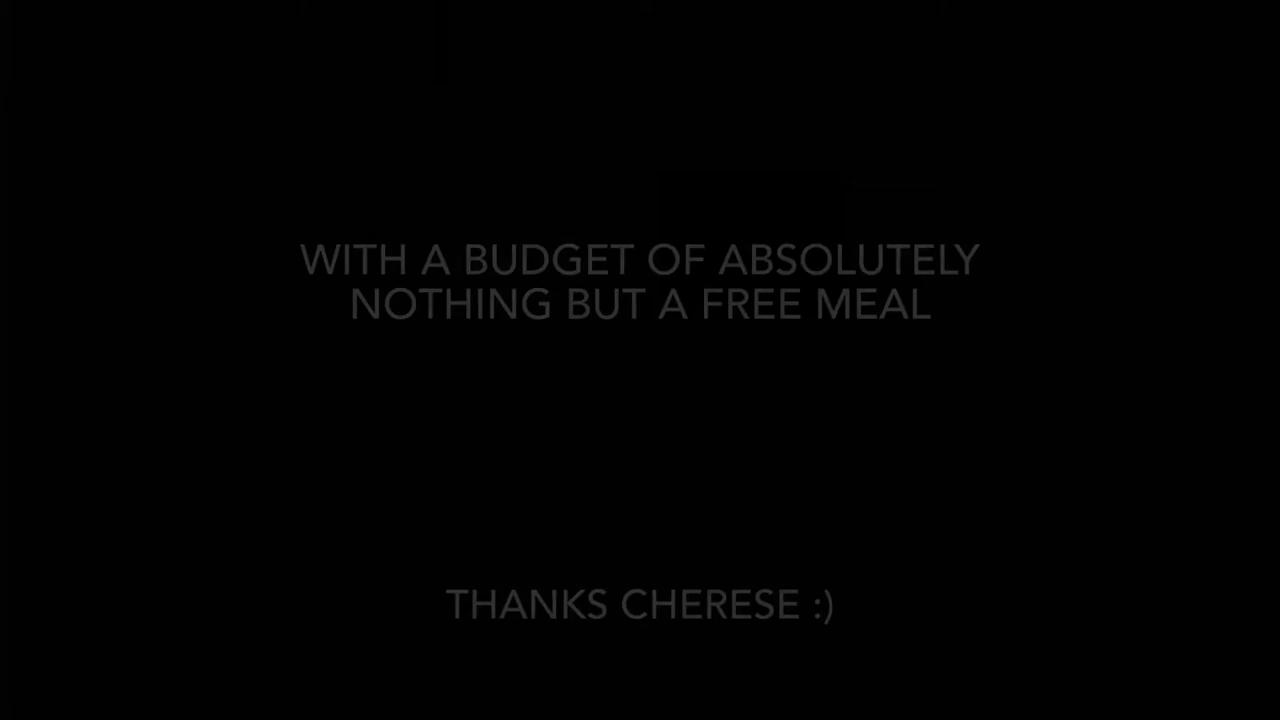 WITH A BUDGET OF ABSOLUTELY
NOTHING BUT A FREE MEAL
THANKS CHERESE :)